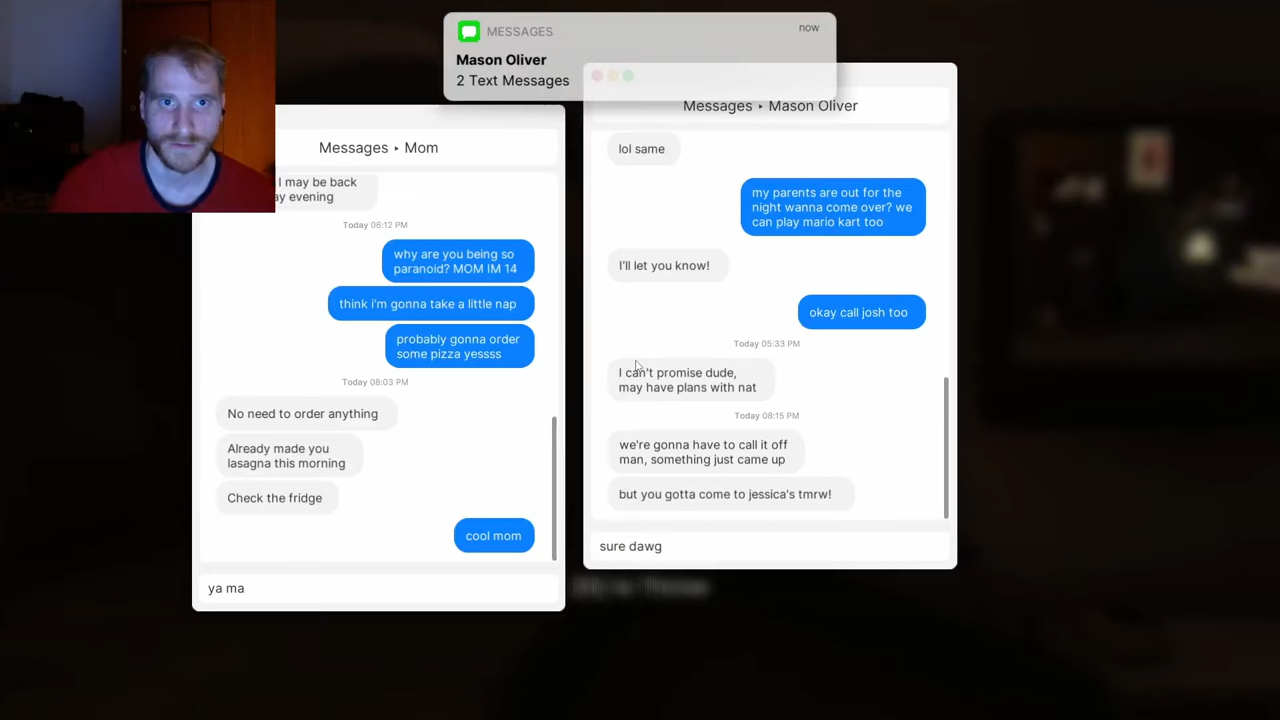 MESSAGES
now
Mason Oliver
2 Text Messages
Messages ▸ Mom
I may be back
ay evening
Today 06:12 PM
why are you being so
paranoid? MOM IM 14
think i'm gonna take a little nap
probably gonna order
some pizza yessss
Today 08:03 PM
No need to order anything
Already made you
lasagna this morning
Check the fridge
cool mom
ya ma
Messages ▸ Mason Oliver
lol same
my parents are out for the
night wanna come over? we
can play mario kart too
I'll let you know!
okay call josh too
Today 05:33 PM
I can't promise dude,
may have plans with nat
Today 08:15 PM
we're gonna have to call it off
man, something just came up
but you gotta come to jessica's tmrw!
sure dawg